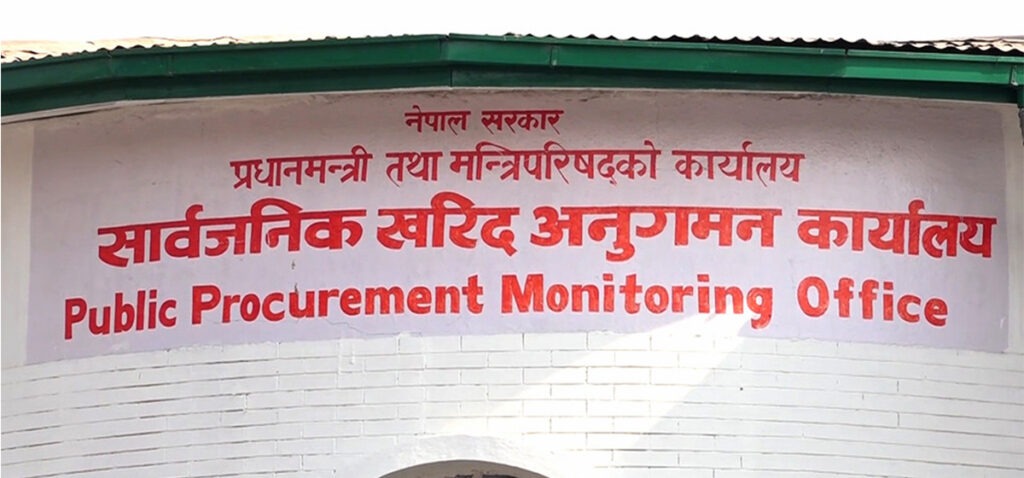 नेपाल सरकार
प्रधानमन्त्री तथा मन्त्रिपरिषद्को कार्यालय
सार्वजनिक खरिद अनुगमन कार्यालय
Public Procurement Monitoring Office